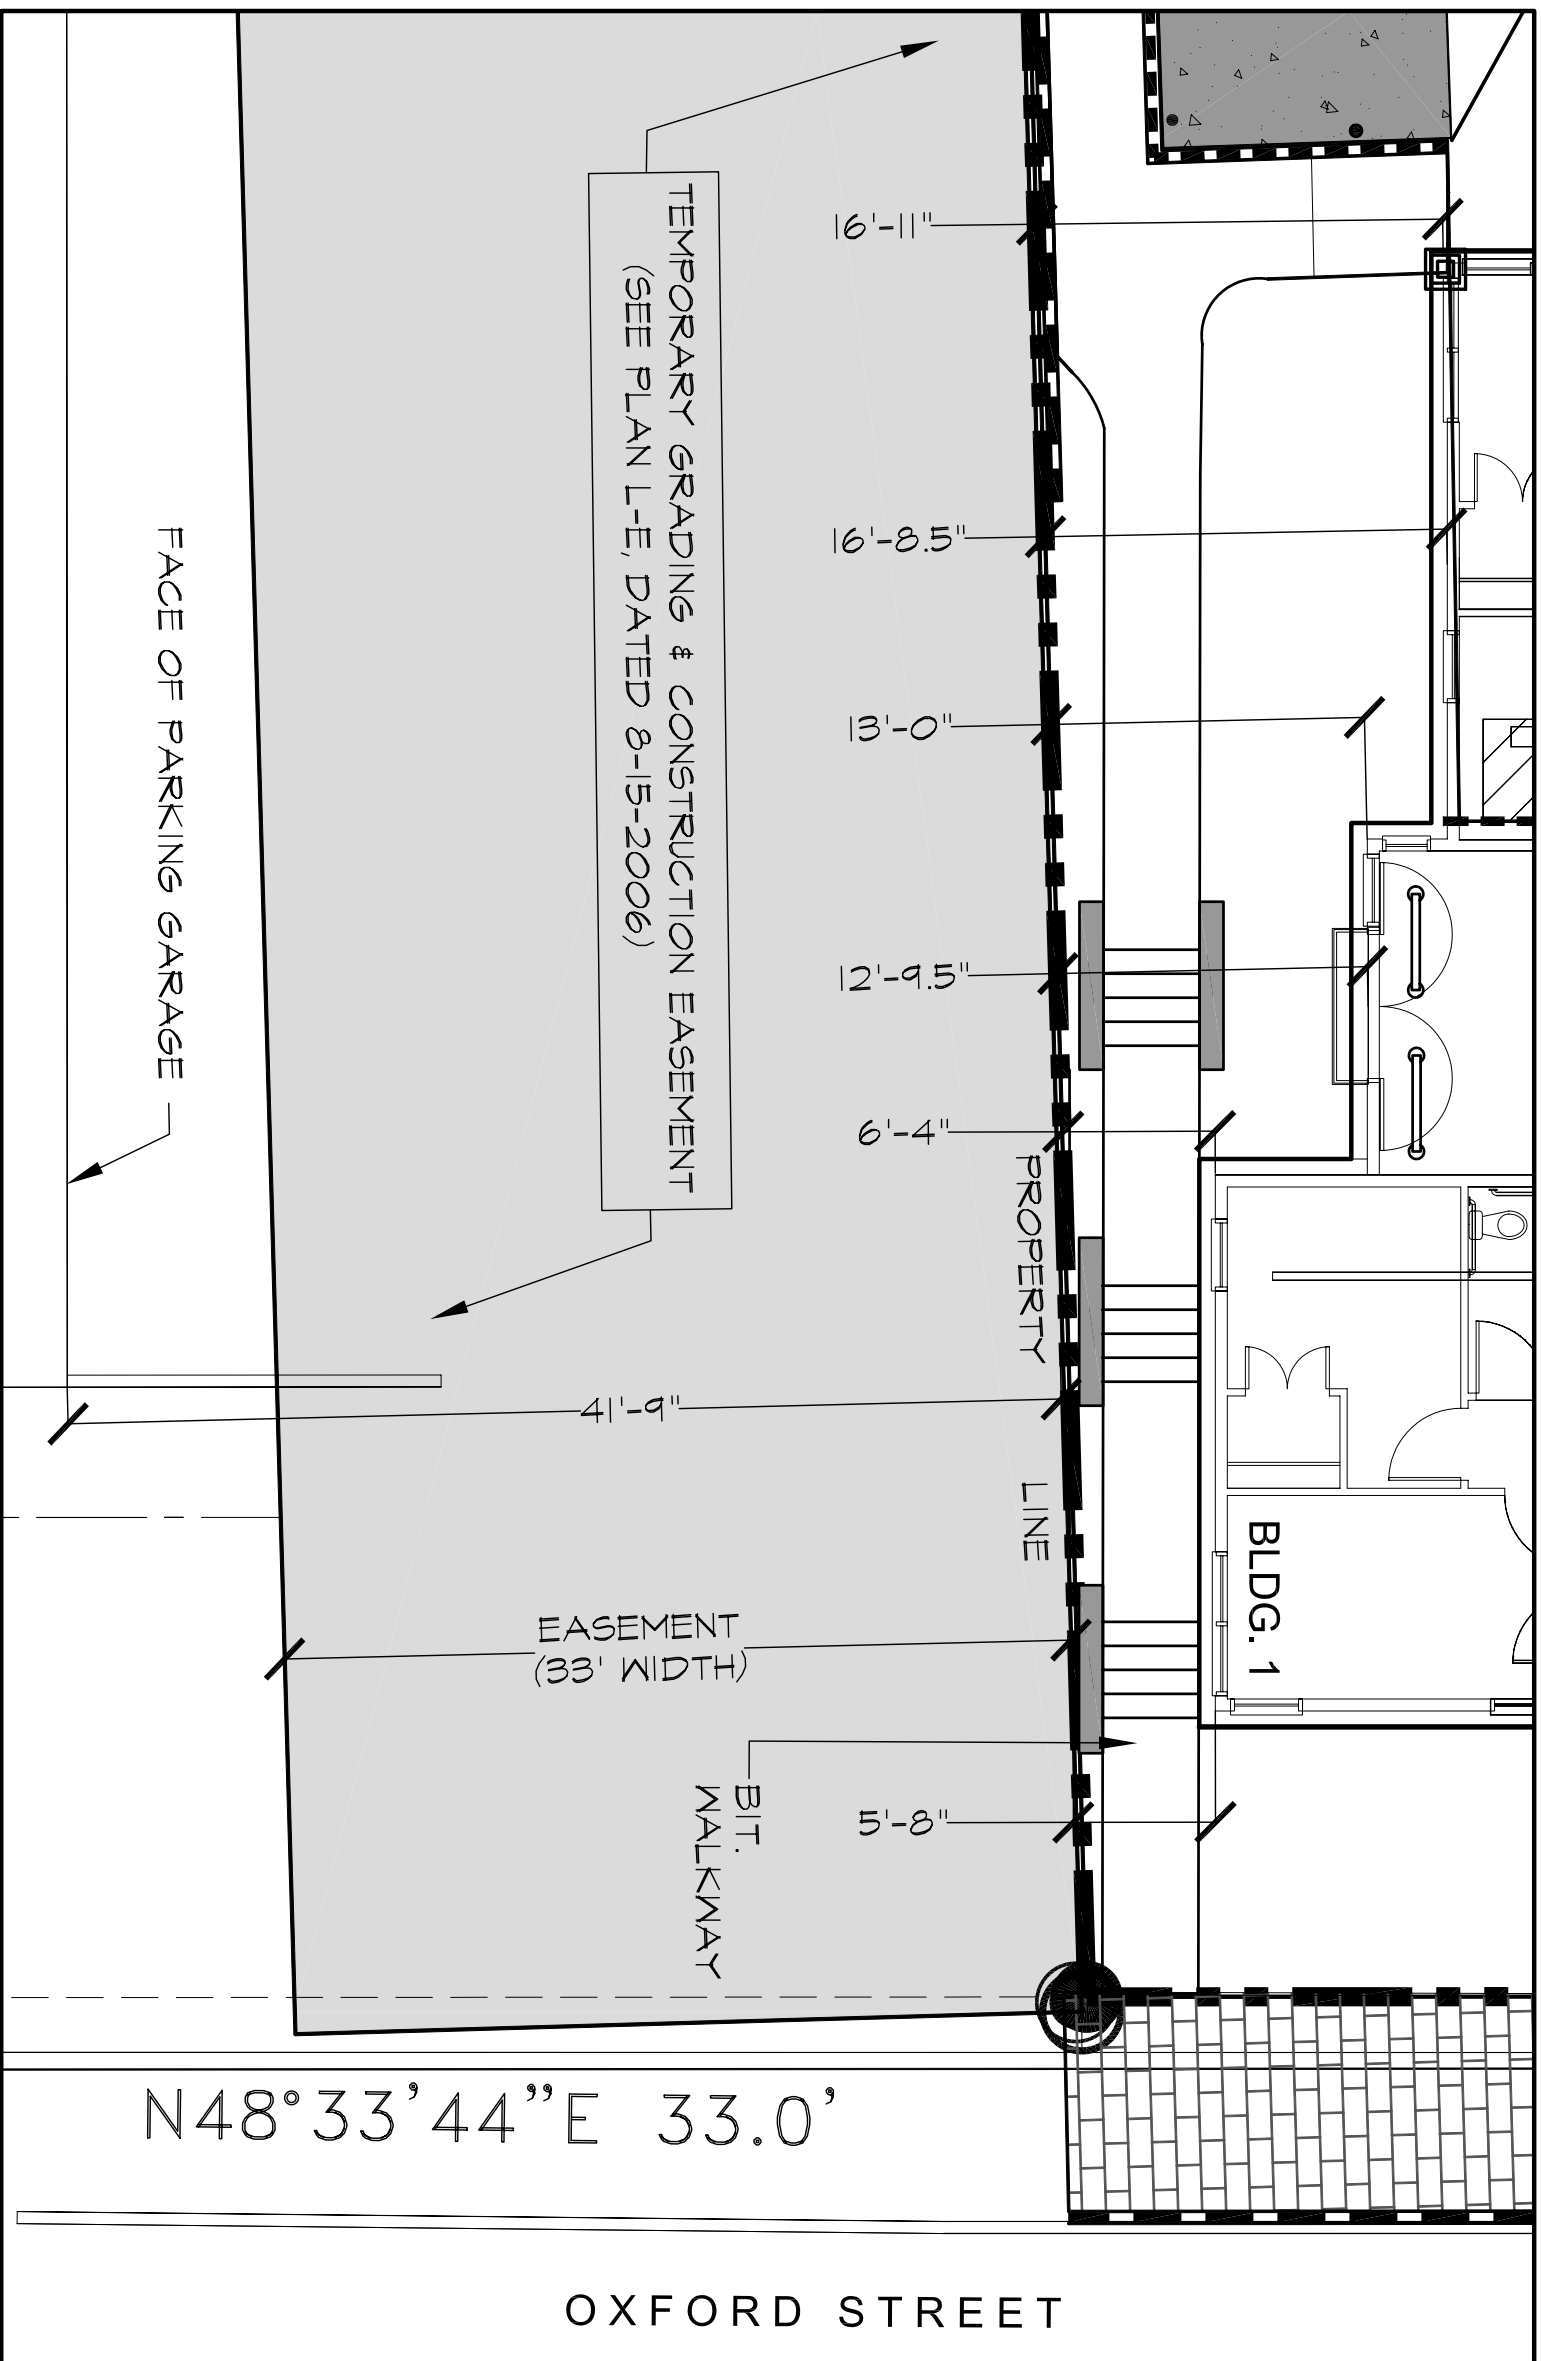 16'-11"
TEMPORARY GRADING & CONSTRUCTION EASEMENT
(SEE PLAN L-E, DATED 8-15-2006)
16'-8.5"
FACE OF PARKING GARAGE
13'-0"
12'-9.5"
6'-4"
PROPERTY LINE
41'-9"
BLDG. 1
EASEMENT
(33' WIDTH)
BIT.
WALKWAY
5'-8"
N48°33’44”E 33.0’
OXFORD STREET